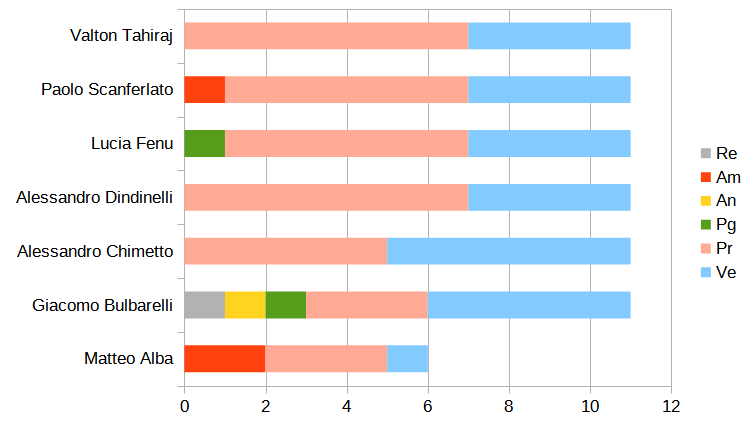 Valton Tahiraj
Paolo Scanferlato
Lucia Fenu
Alessandro Dindinelli
Alessandro Chimetto
Giacomo Bulbarelli
Matteo Alba
0 2 4 6 8 10 12
Re
Am
An
Pg
Pr
Ve